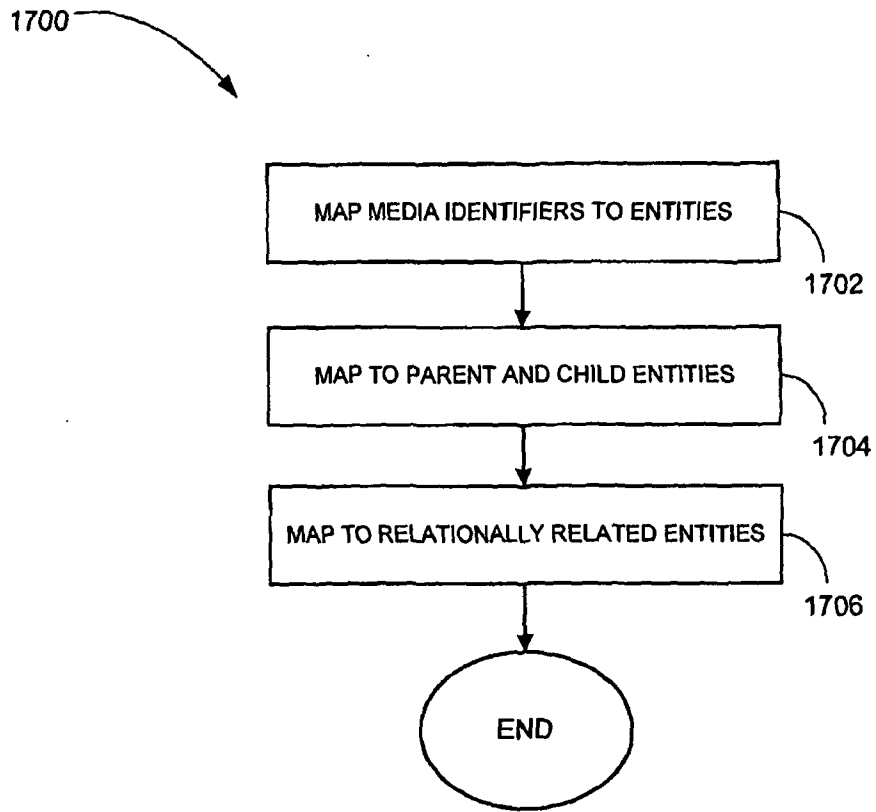 1700
MAP MEDIA IDENTIFIERS TO ENTITIES
1702
MAP TO PARENT AND CHILD ENTITIES
1704
MAP TO RELATIONALLY RELATED ENTITIES
1706
END